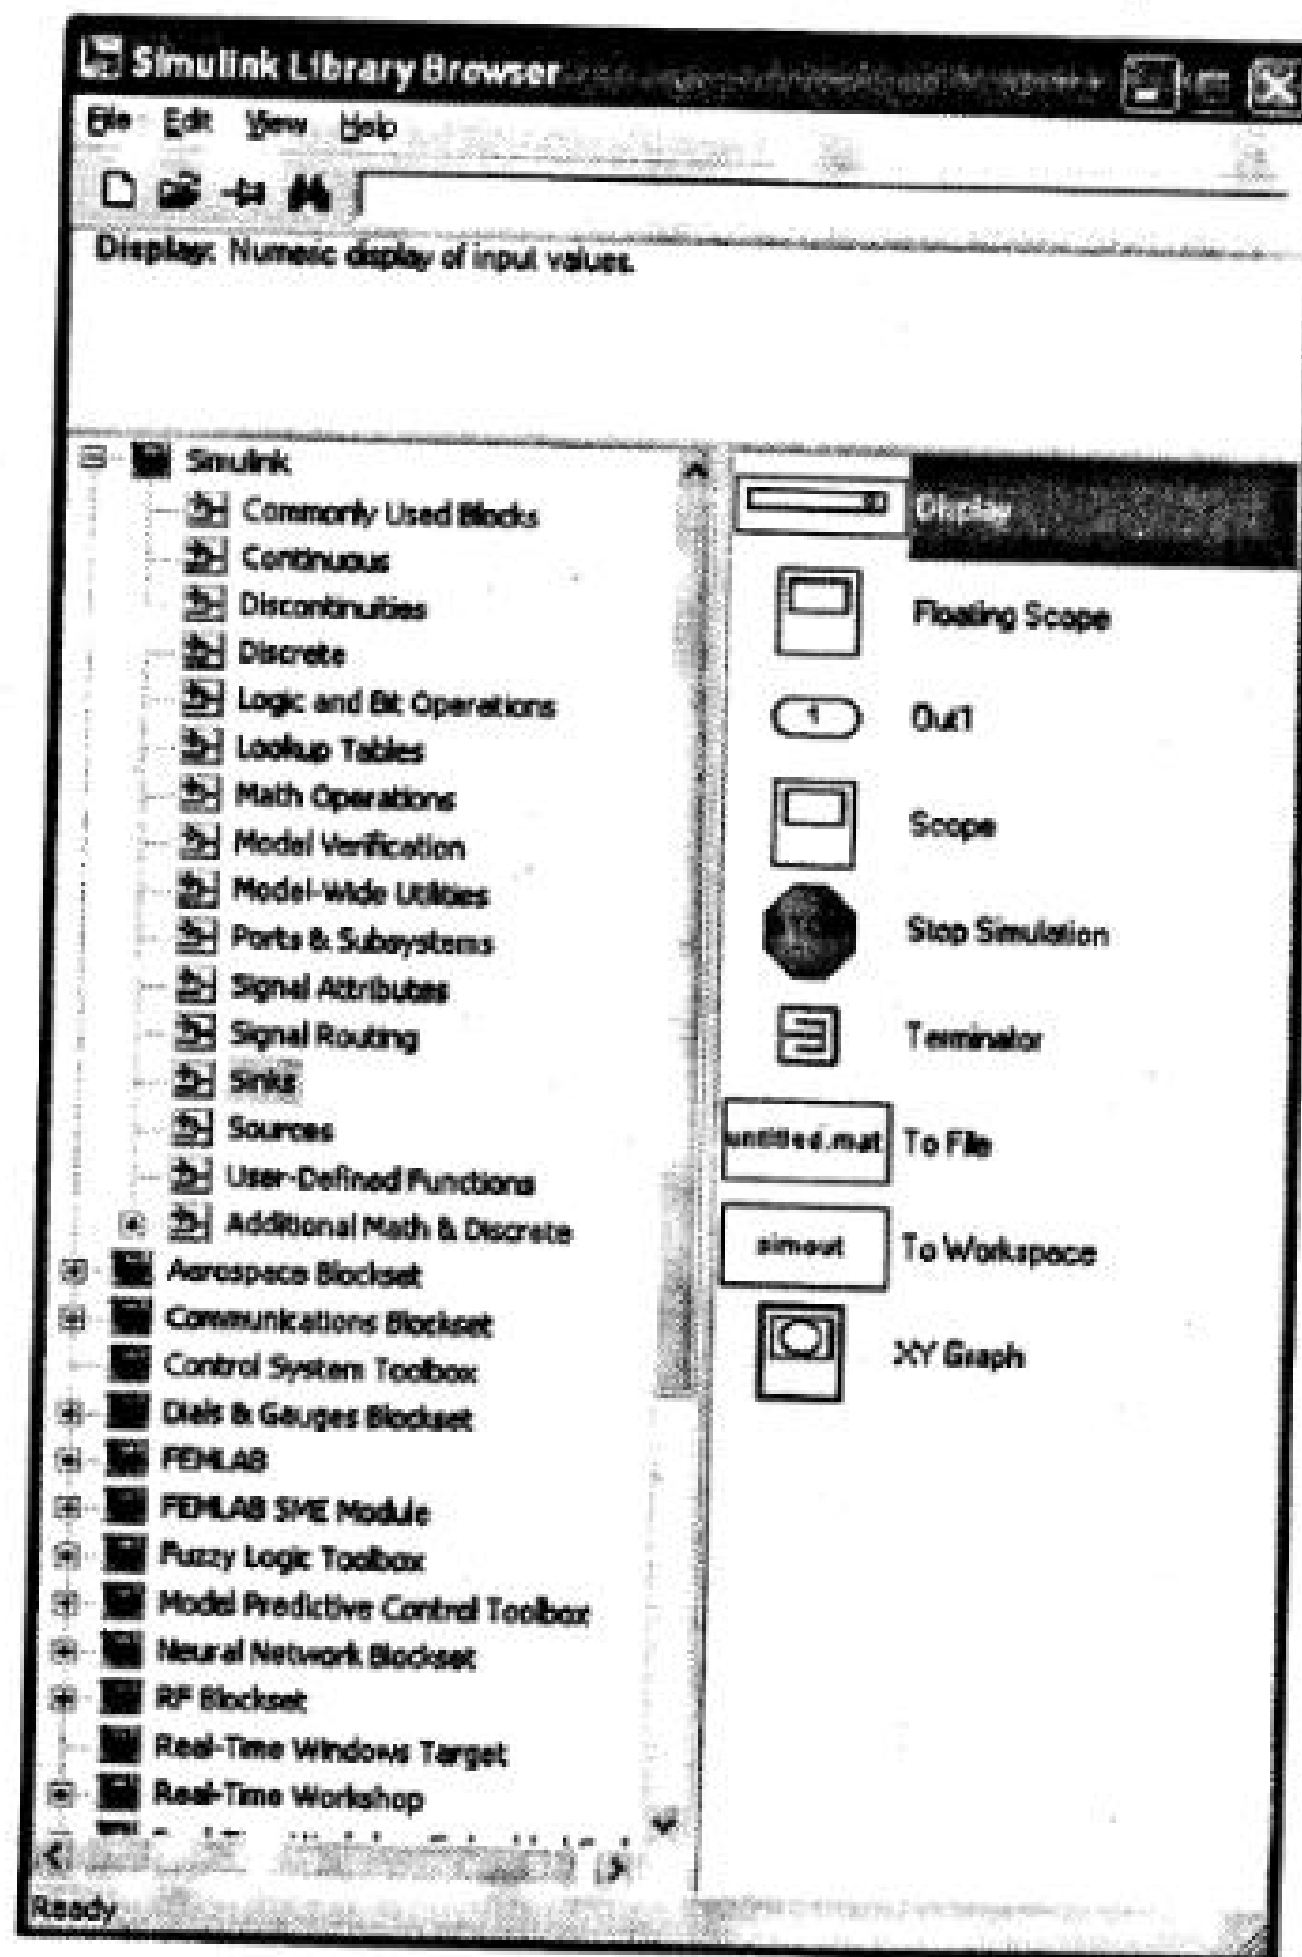 Simulink Library Browser
File Edit View Help
Display: Numeric display of input values.
Simulink
Commonly Used Blocks
Continuous
Discontinuities
Discrete
Logic and Bit Operations
Lookup Tables
Math Operations
Model Verification
Model-Wide Utilities
Ports & Subsystems
Signal Attributes
Signal Routing
Sinks
Sources
User-Defined Functions
Additional Math & Discrete
Aerospace Blockset
Communications Blockset
Control System Toolbox
Dials & Gauges Blockset
FEMLAB
FEMLAB SME Module
Fuzzy Logic Toolbox
Model Predictive Control Toolbox
Neural Network Blockset
RF Blockset
Real-Time Windows Target
Real-Time Workshop
Display
Floating Scope
1 Out1
Scope
Stop Simulation
Terminator
untitled.mat To File
simout To Workspace
XY Graph
Ready